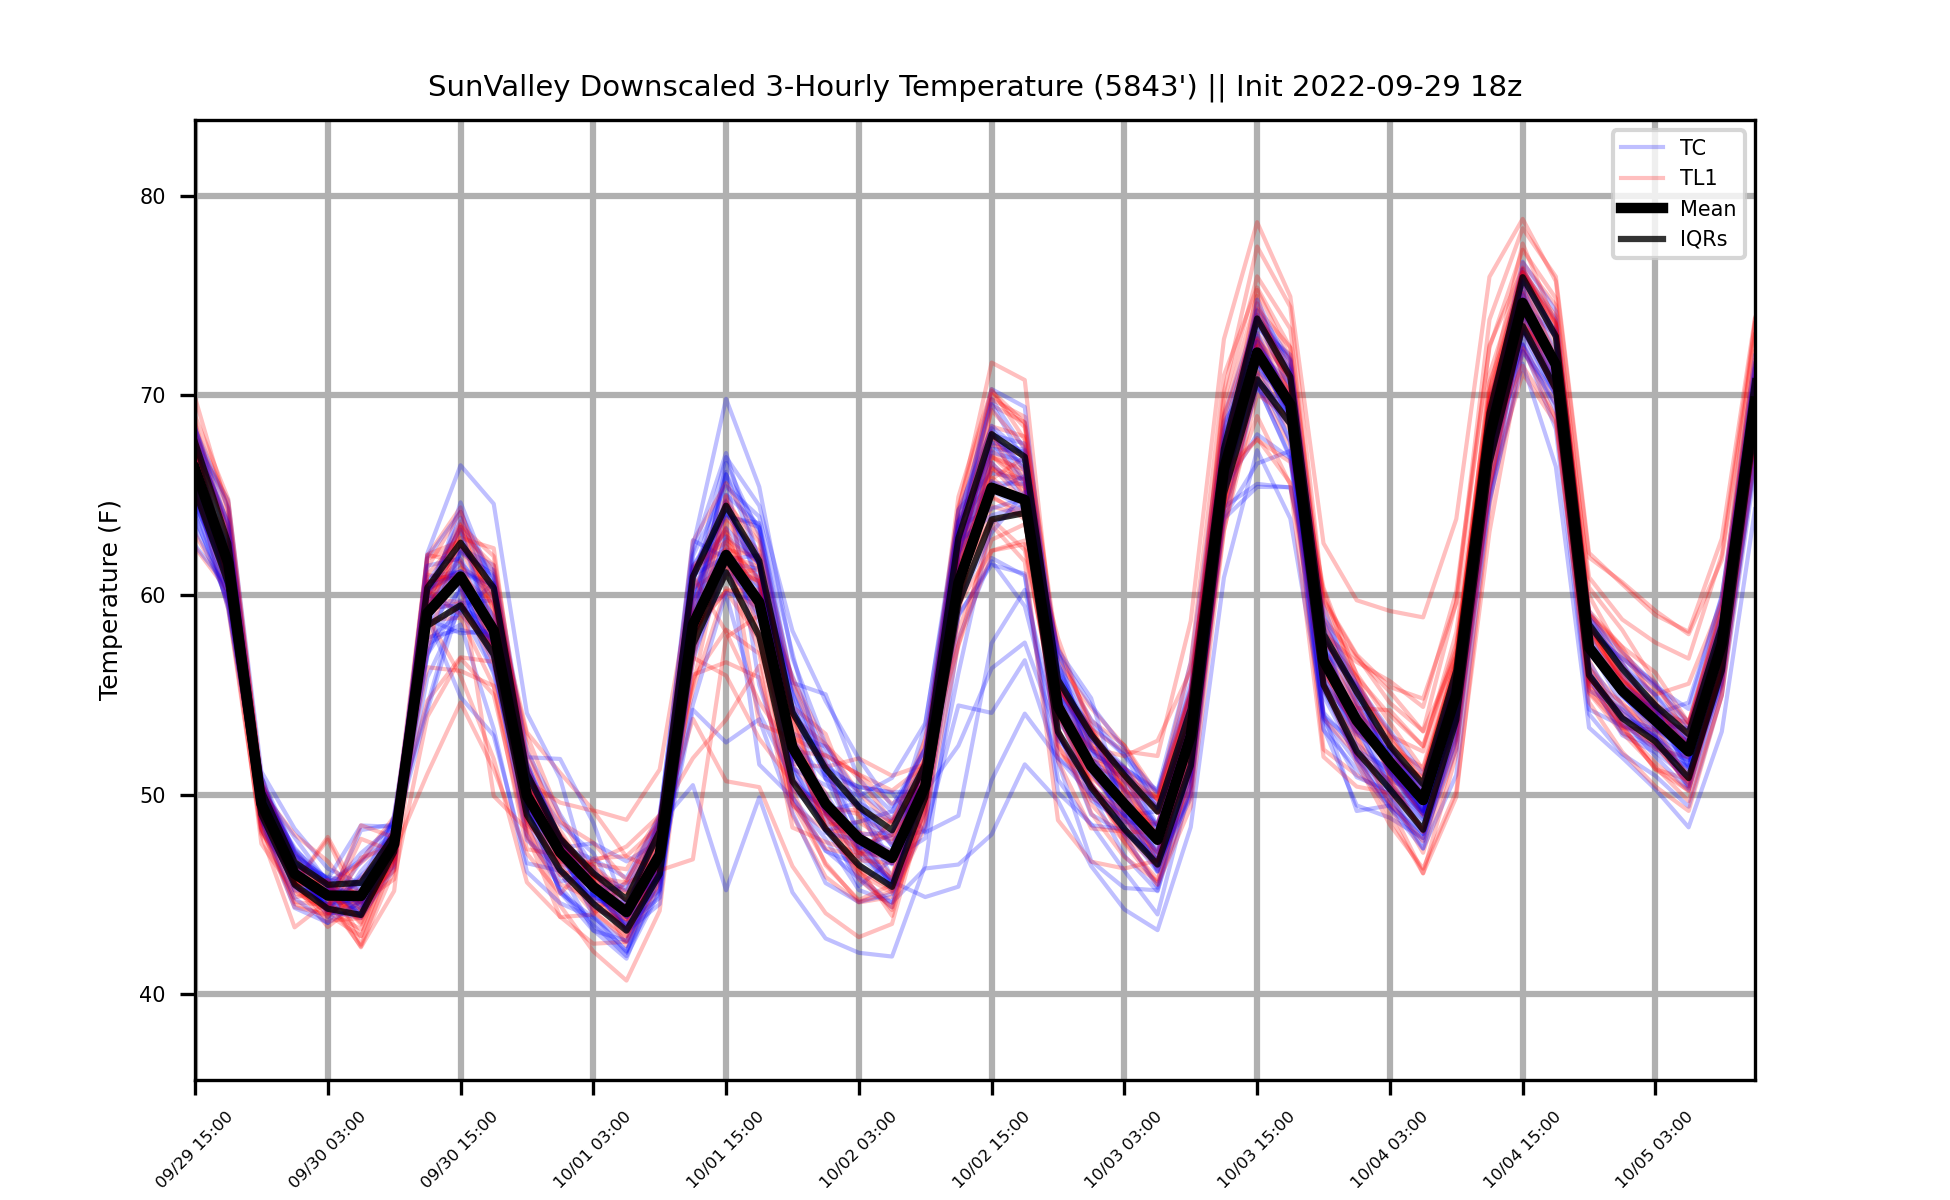 SunValley Downscaled 3-Hourly Temperature (5843') || Init 2022-09-29 18z
TC
TL1
Mean
IQRs
Temperature (F)
80
70
60
50
40
09/29 15:00
09/30 03:00
09/30 15:00
10/01 03:00
10/01 15:00
10/02 03:00
10/02 15:00
10/03 03:00
10/03 15:00
10/04 03:00
10/04 15:00
10/05 03:00